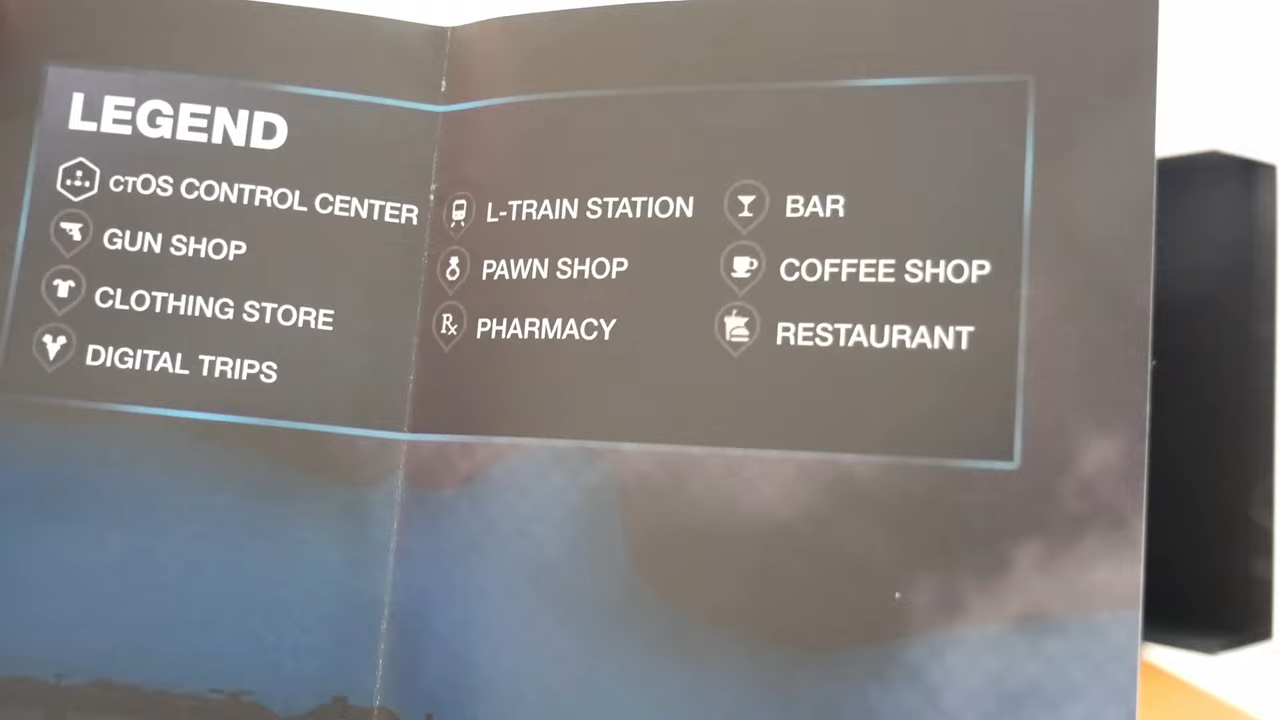 LEGEND
ctOS CONTROL CENTER
GUN SHOP
CLOTHING STORE
DIGITAL TRIPS
L-TRAIN STATION
PAWN SHOP
Rx PHARMACY
BAR
COFFEE SHOP
RESTAURANT